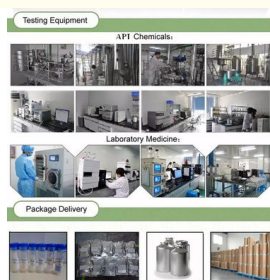 Testing Equipment
API Chemicals:
Laboratory Medicine:
Package Delivery